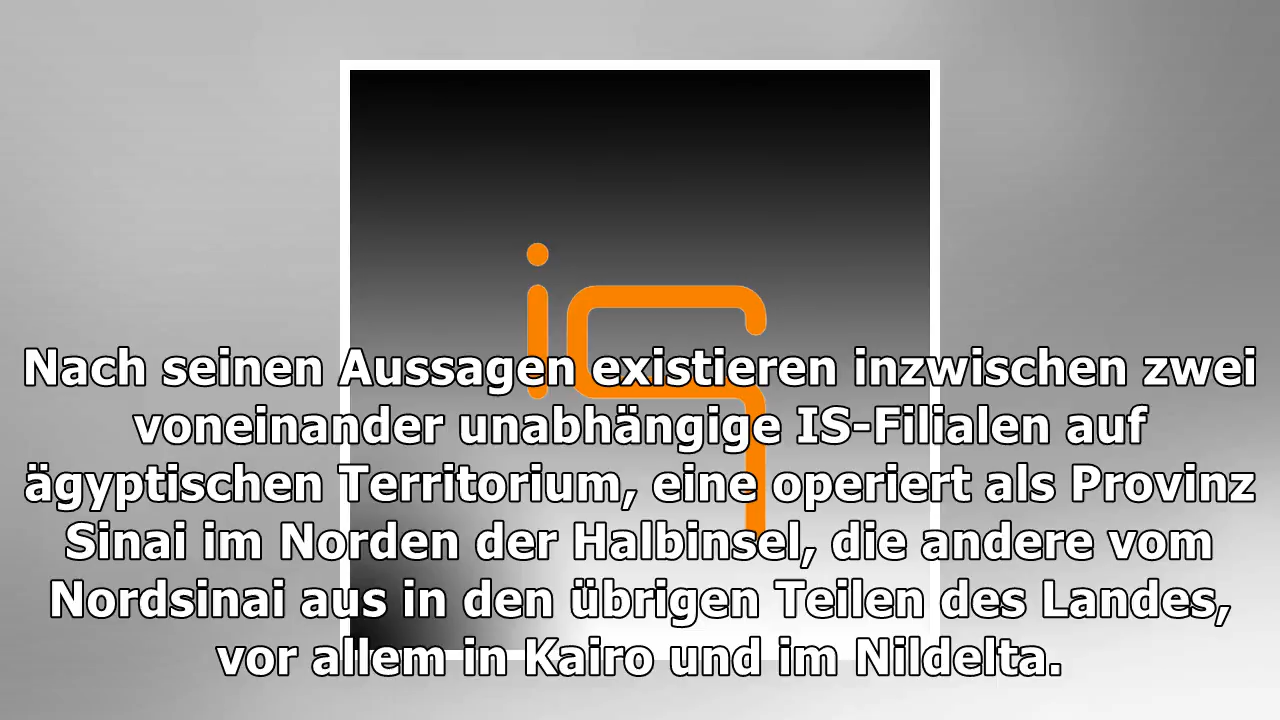 Nach seinen Aussagen existieren inzwischen zwei
voneinander unabhängige IS-Filialen auf
ägyptischen Territorium, eine operiert als Provinz
Sinai im Norden der Halbinsel, die andere vom
Nordsinai aus in den übrigen Teilen des Landes,
vor allem in Kairo und im Nildelta.